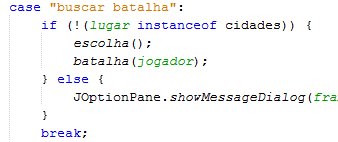 case "buscar batalha":
if (!(lugar instanceof cidades)) {
escolha();
batalha(jogador);
} else {
JOptionPane.showMessageDialog(fra
}
break;